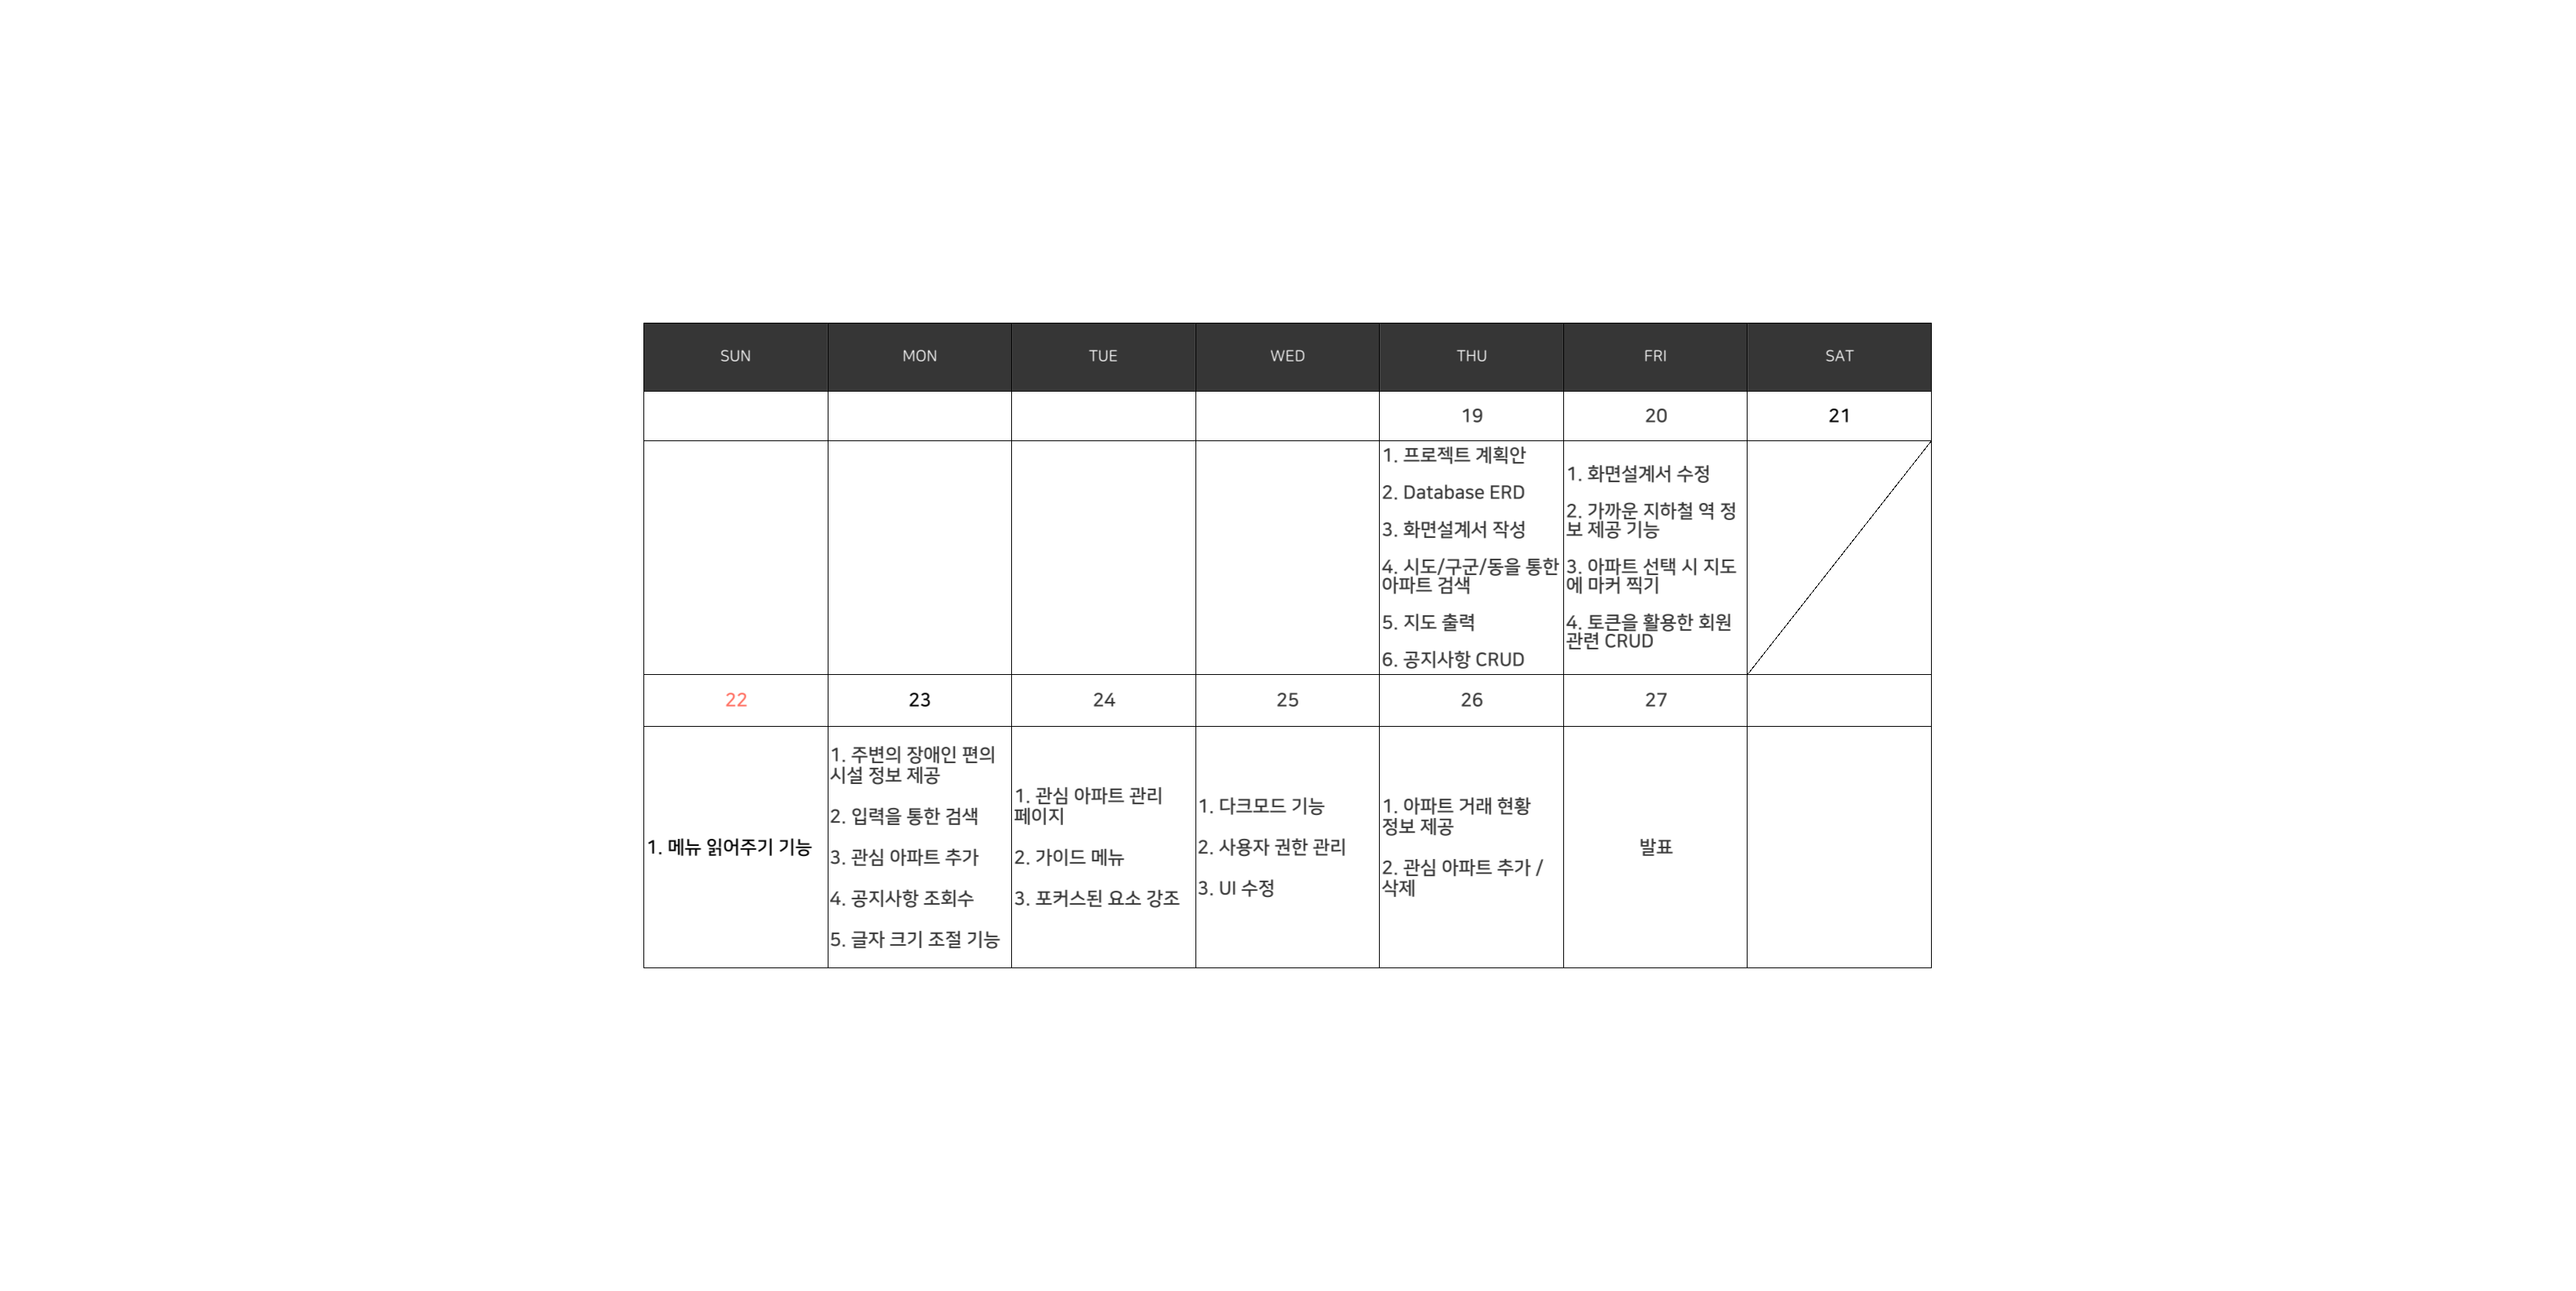 SUN
MON
TUE
WED
THU
FRI
SAT
19
20
21
1. 프로젝트 계획안
2. Database ERD
3. 화면설계서 작성
4. 시도/구군/동을 통한
아파트 검색
5. 지도 출력
6. 공지사항 CRUD
1. 화면설계서 수정
2. 가까운 지하철 역 정
보 제공 기능
3. 아파트 선택 시 지도
에 마커 찍기
4. 토큰을 활용한 회원
관련 CRUD
22
23
24
25
26
27
1. 메뉴 읽어주기 기능
1. 주변의 장애인 편의
시설 정보 제공
2. 입력을 통한 검색
3. 관심 아파트 추가
4. 공지사항 조회수
5. 글자 크기 조절 기능
1. 관심 아파트 관리
페이지
2. 가이드 메뉴
3. 포커스된 요소 강조
1. 다크모드 기능
2. 사용자 권한 관리
3. UI 수정
1. 아파트 거래 현황
정보 제공
2. 관심 아파트 추가 /
삭제
발표